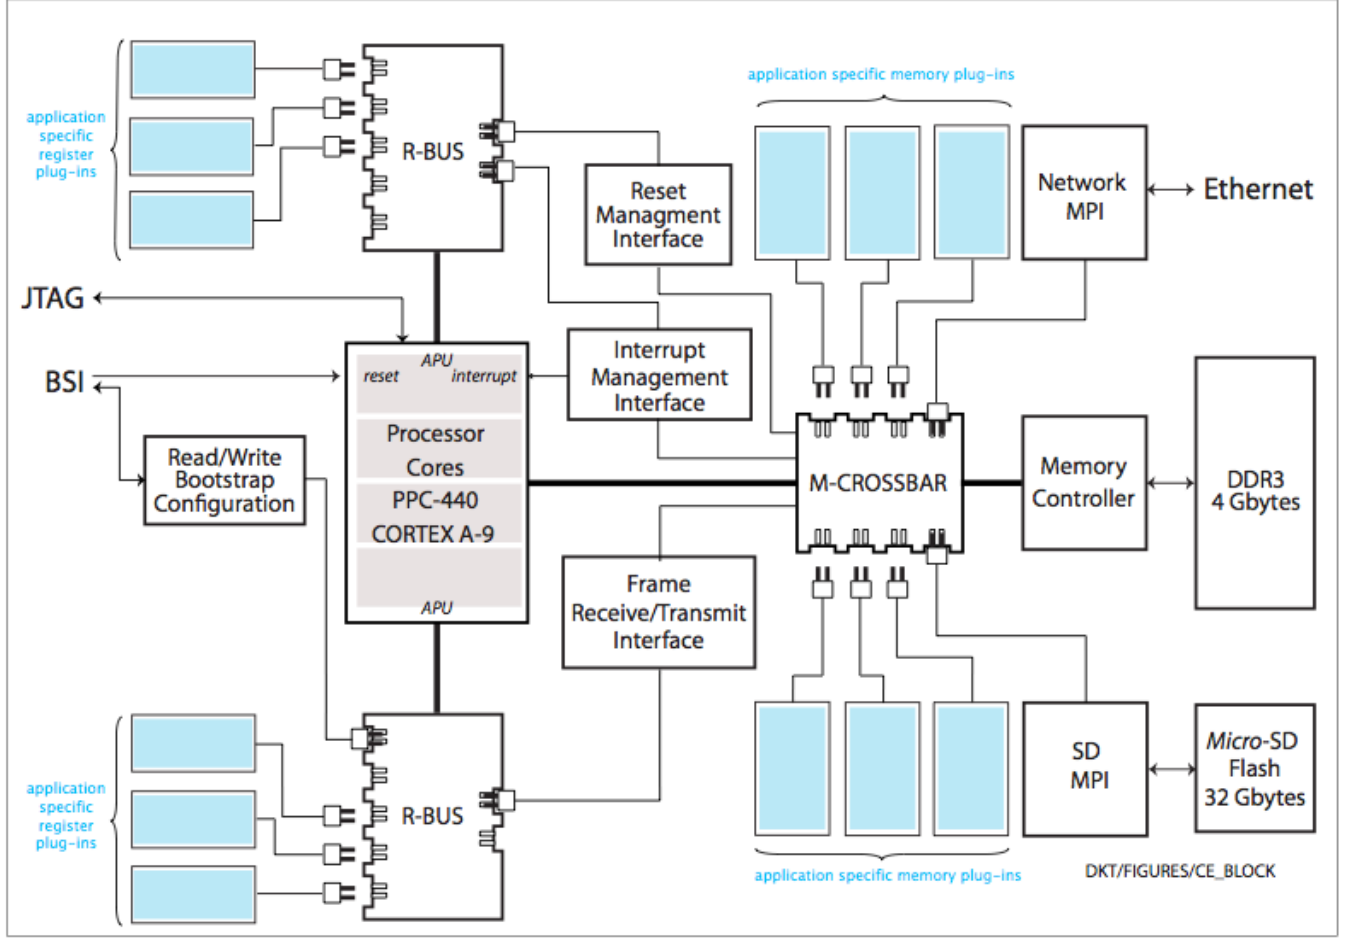 application specific memory plug-ins
application
specific
register
plug-ins
R-BUS
Reset
Managment
Interface
Network
MPI
Ethernet
JTAG
BSI
APU
reset
interrupt
Processor
Cores
PPC-440
CORTEX A-9
APU
Interrupt
Management
Interface
M-CROSSBAR
Memory
Controller
DDR3
4 Gbytes
Read/Write
Bootstrap
Configuration
Frame
Receive/Transmit
Interface
application
specific
register
plug-ins
R-BUS
SD
MPI
Micro-SD
Flash
32 Gbytes
application specific memory plug-ins
DKT/FIGURES/CE_BLOCK